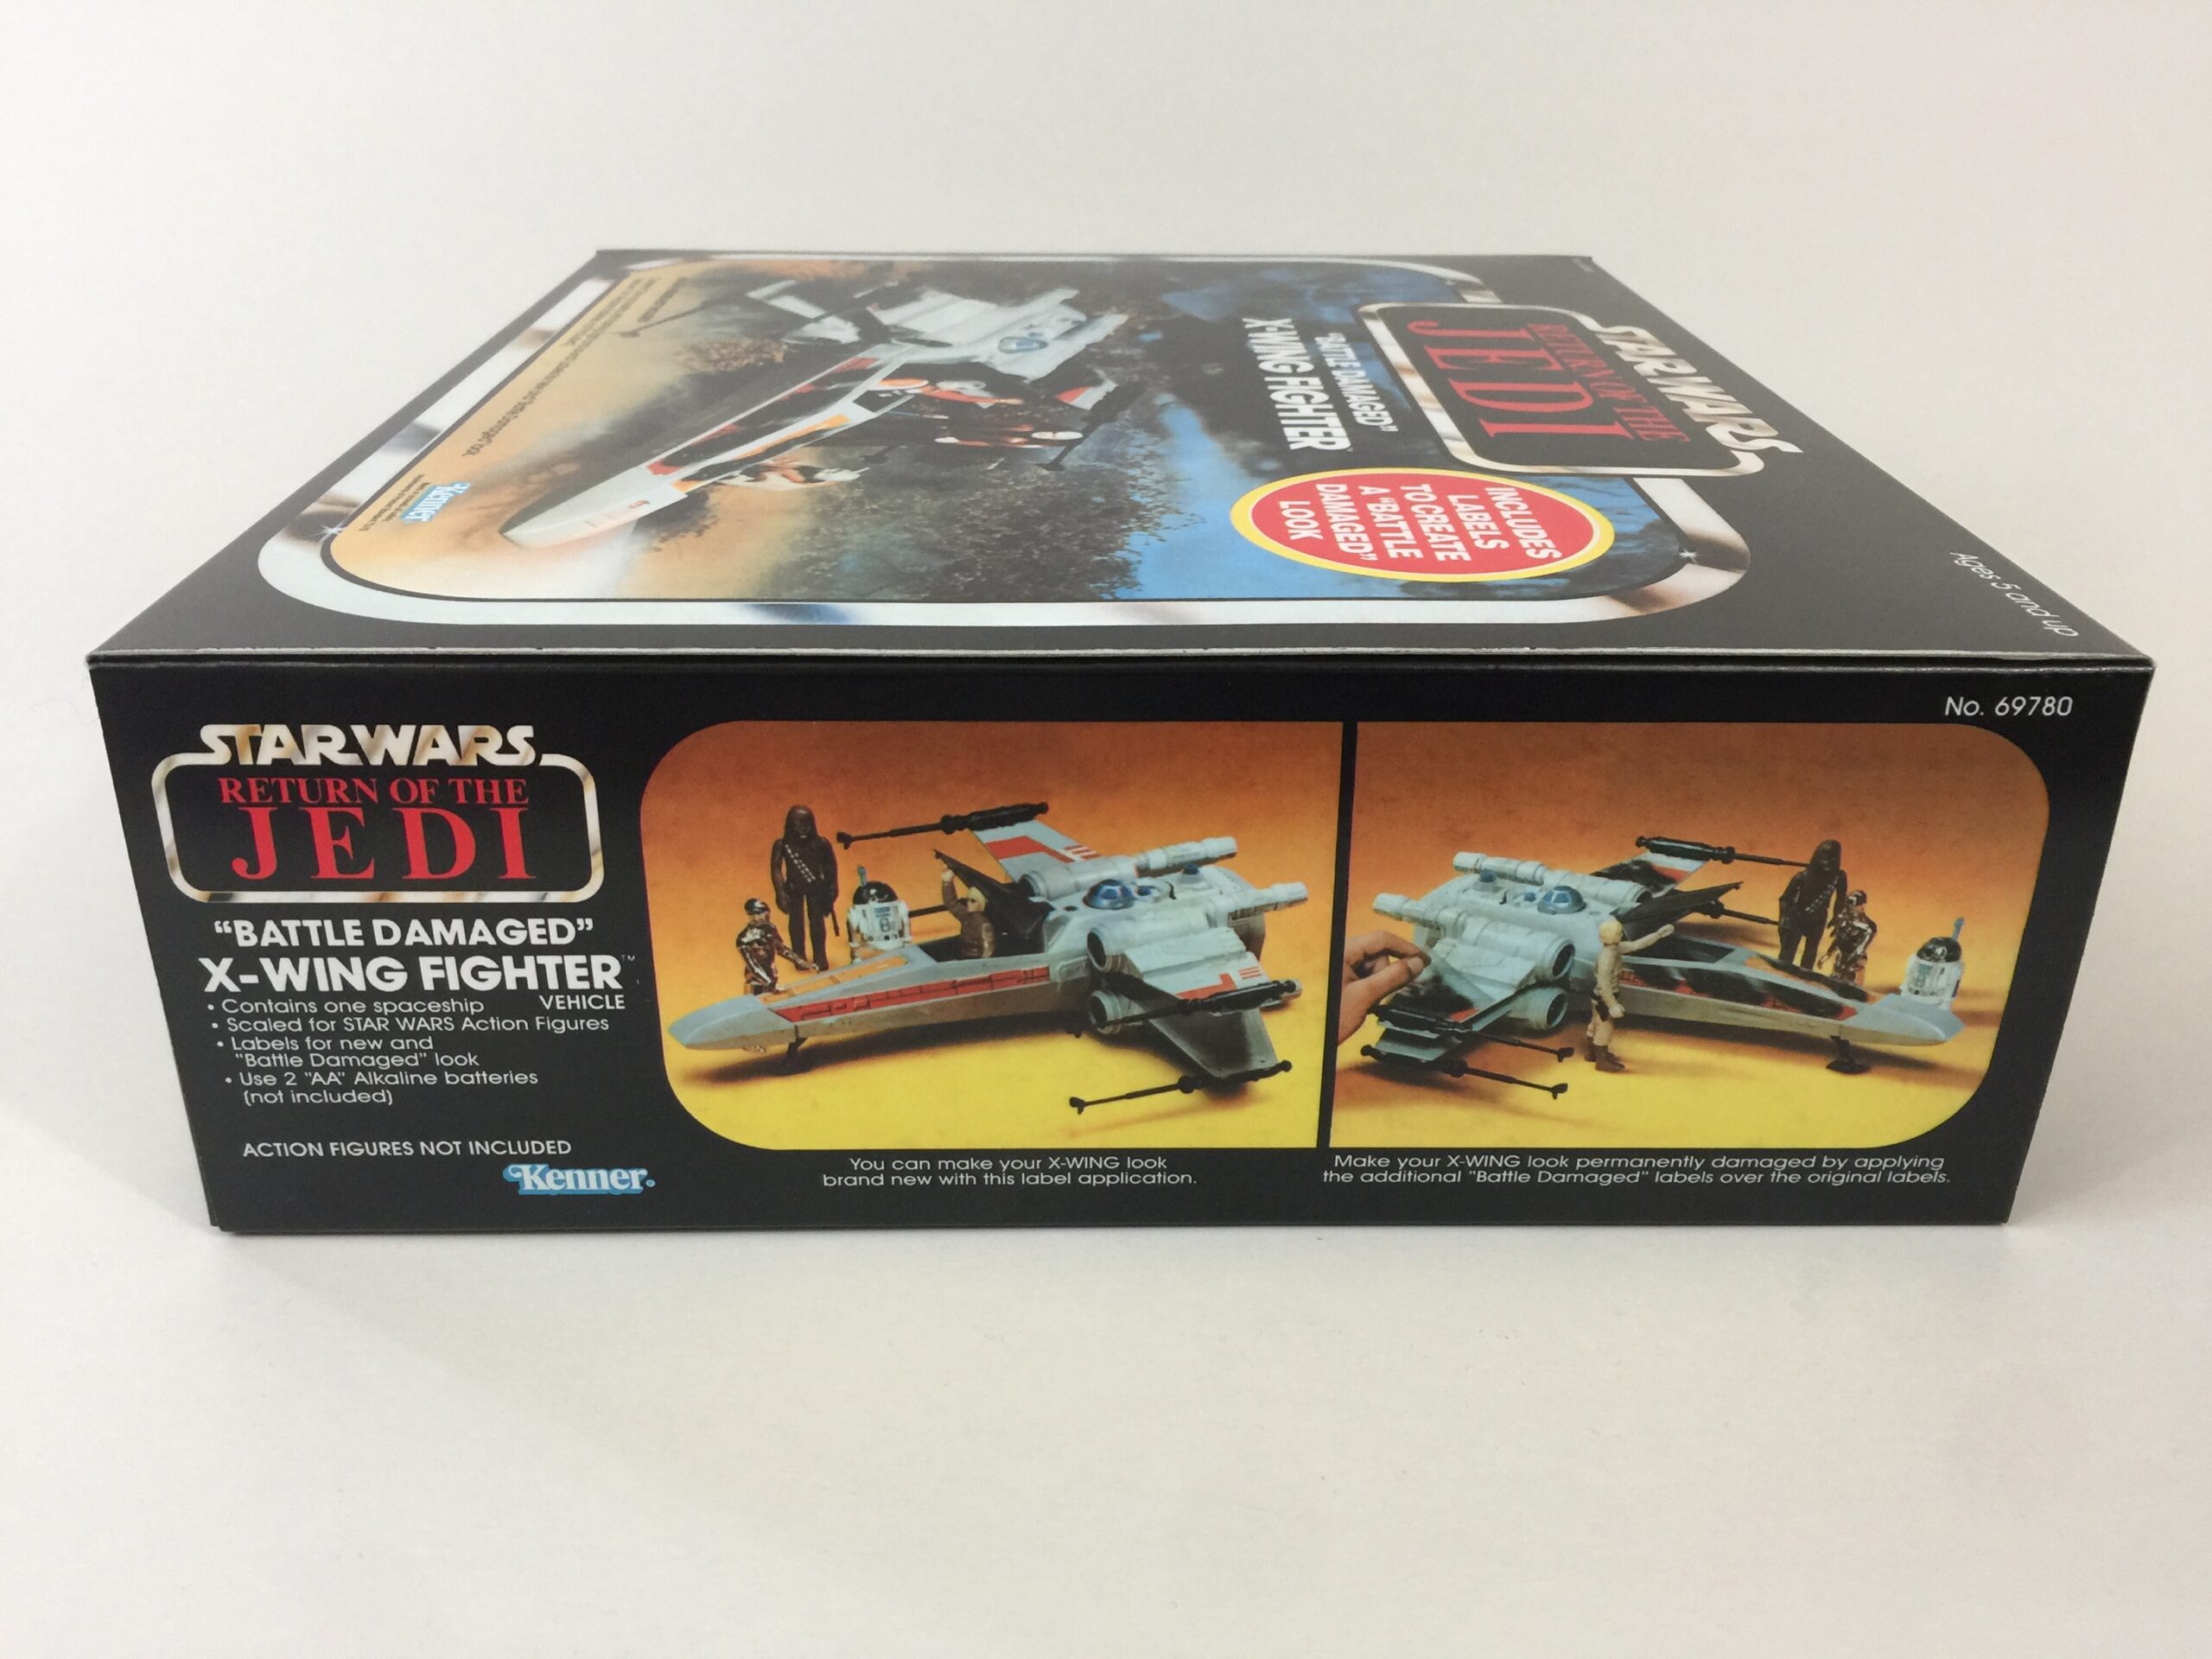 STAR WARS
RETURN OF THE
JEDI
"BATTLE DAMAGED"
X-WING FIGHTER
INCLUDES
LABELS
TO CREATE
A "BATTLE
DAMAGED"
LOOK
Kenner
Ages 5 and up
No. 69780
STAR WARS
RETURN OF THE
JEDI
“BATTLE DAMAGED”
X-WING FIGHTER™
VEHICLE
• Contains one spaceship
• Scaled for STAR WARS Action Figures
• Labels for new and
"Battle Damaged" look
• Use 2 "AA" Alkaline batteries
(not included)
ACTION FIGURES NOT INCLUDED
Kenner
You can make your X-WING look
brand new with this label application.
Make your X-WING look permanently damaged by applying
the additional "Battle Damaged" labels over the original labels.